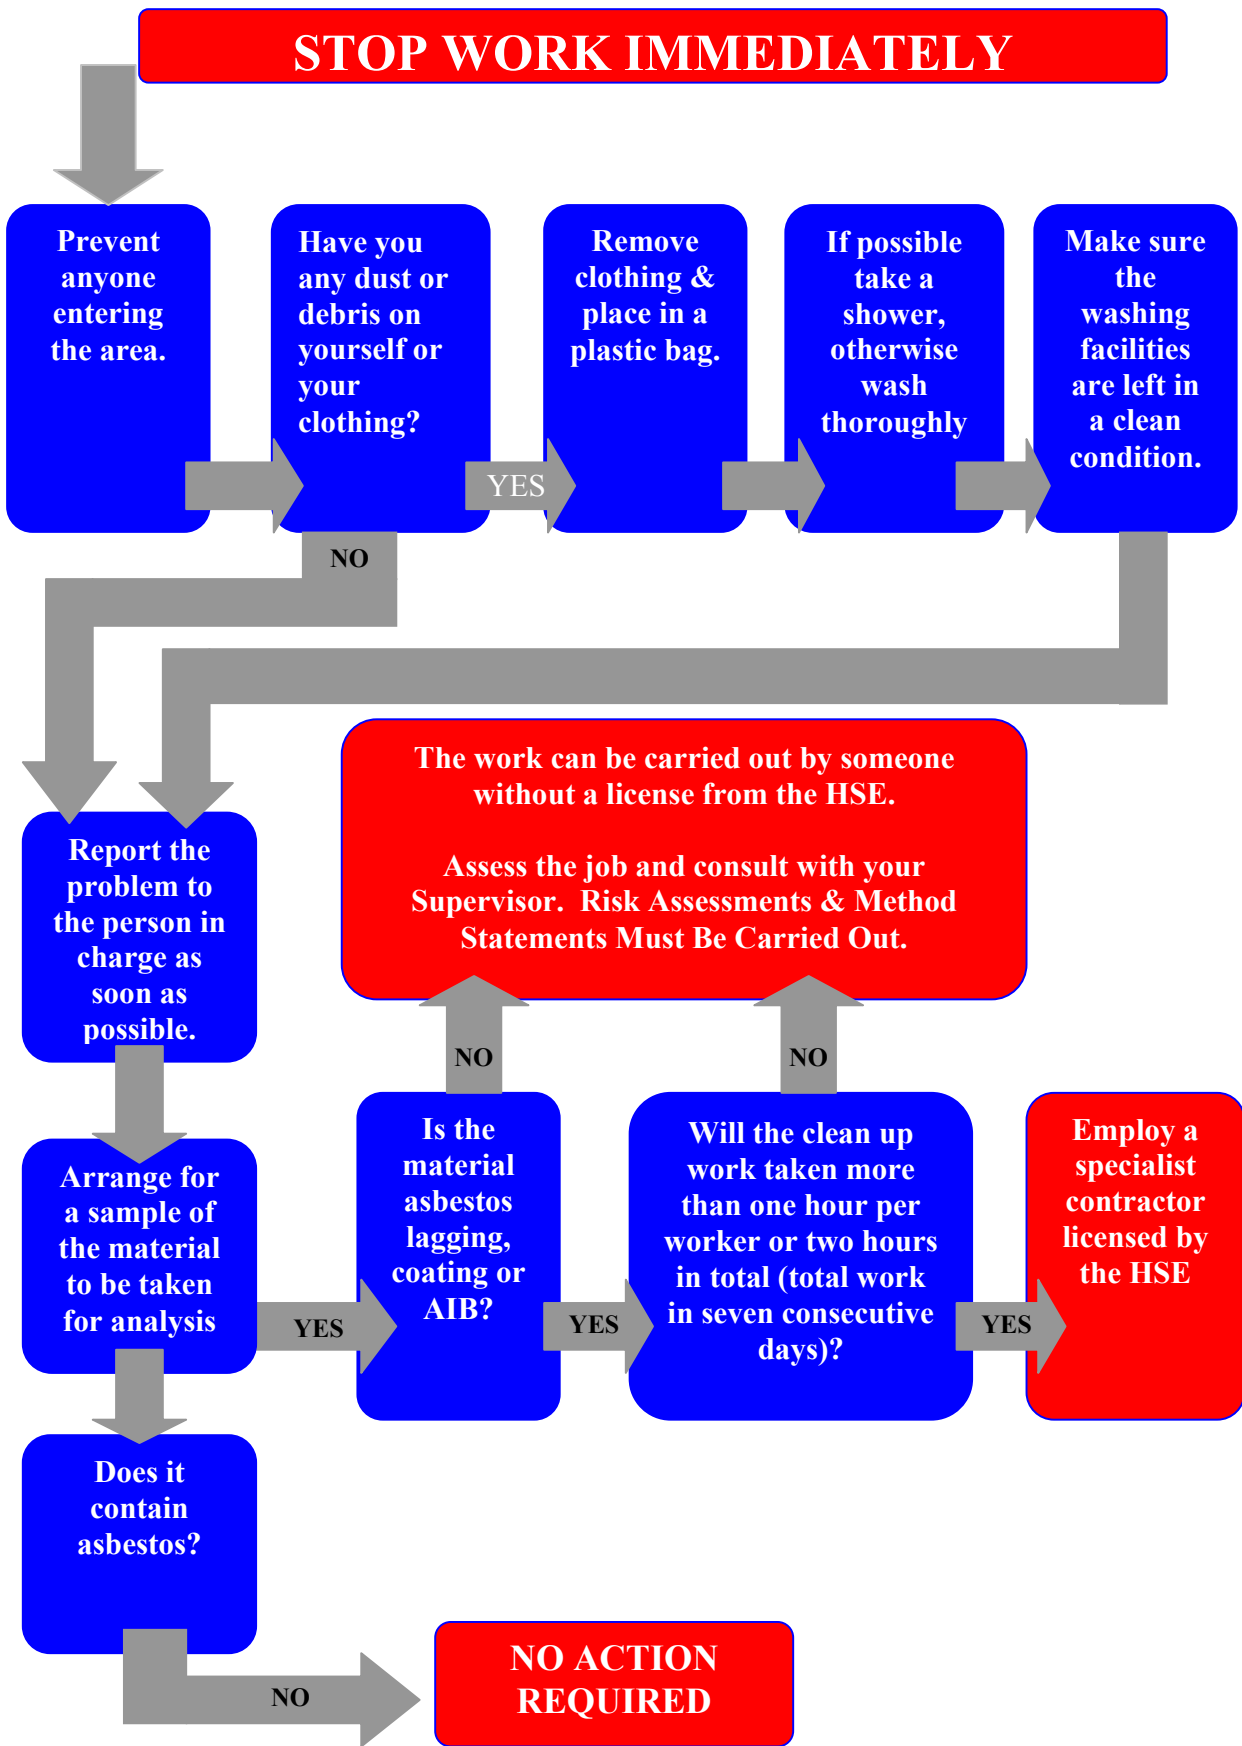 STOP WORK IMMEDIATELY
Prevent
anyone
entering
the area.
Have you
any dust or
debris on
yourself or
your
clothing?
YES
Remove
clothing &
place in a
plastic bag.
If possible
take a
shower,
otherwise
wash
thoroughly
Make sure
the
washing
facilities
are left in
a clean
condition.
NO
The work can be carried out by someone
without a license from the HSE.
Assess the job and consult with your
Supervisor.  Risk Assessments & Method
Statements Must Be Carried Out.
Report the
problem to
the person in
charge as
soon as
possible.
NO
NO
Arrange for
a sample of
the material
to be taken
for analysis
YES
Is the
material
asbestos
lagging,
coating or
AIB?
YES
Will the clean up
work taken more
than one hour per
worker or two hours
in total (total work
in seven consecutive
days)?
YES
Employ a
specialist
contractor
licensed by
the HSE
Does it
contain
asbestos?
NO
NO ACTION
REQUIRED